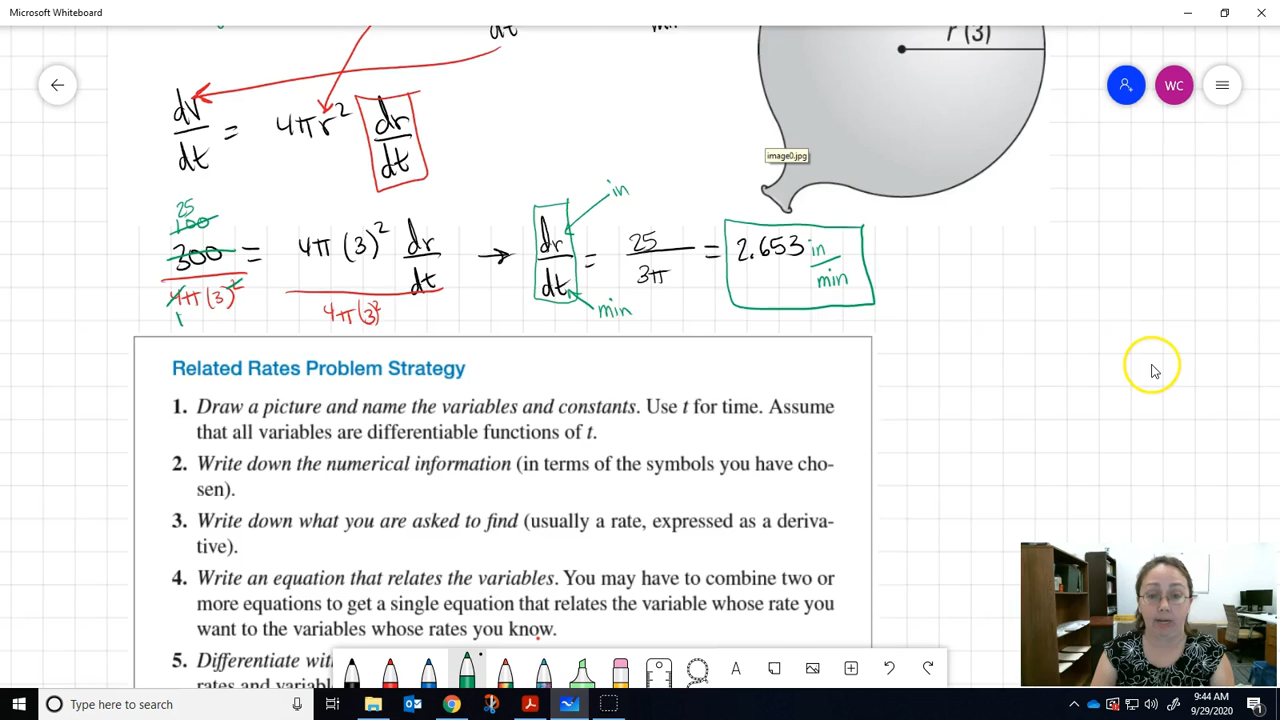 Microsoft Whiteboard
dt
min
r (3)
WC
dV/dt = 4πr² dr/dt
image0.jpg
in
25
100
300 = 4π(3)² dr/dt → dr/dt = 25/3π = 2.653 in/min
4π(3)² 4π(3)²
1
min
Related Rates Problem Strategy
1. Draw a picture and name the variables and constants. Use t for time. Assume
that all variables are differentiable functions of t.
2. Write down the numerical information (in terms of the symbols you have cho-
sen).
3. Write down what you are asked to find (usually a rate, expressed as a deriva-
tive).
4. Write an equation that relates the variables. You may have to combine two or
more equations to get a single equation that relates the variable whose rate you
want to the variables whose rates you know.
5. Differentiate wit
rates and variabl
A
Type here to search
9:44 AM
9/29/2020
1